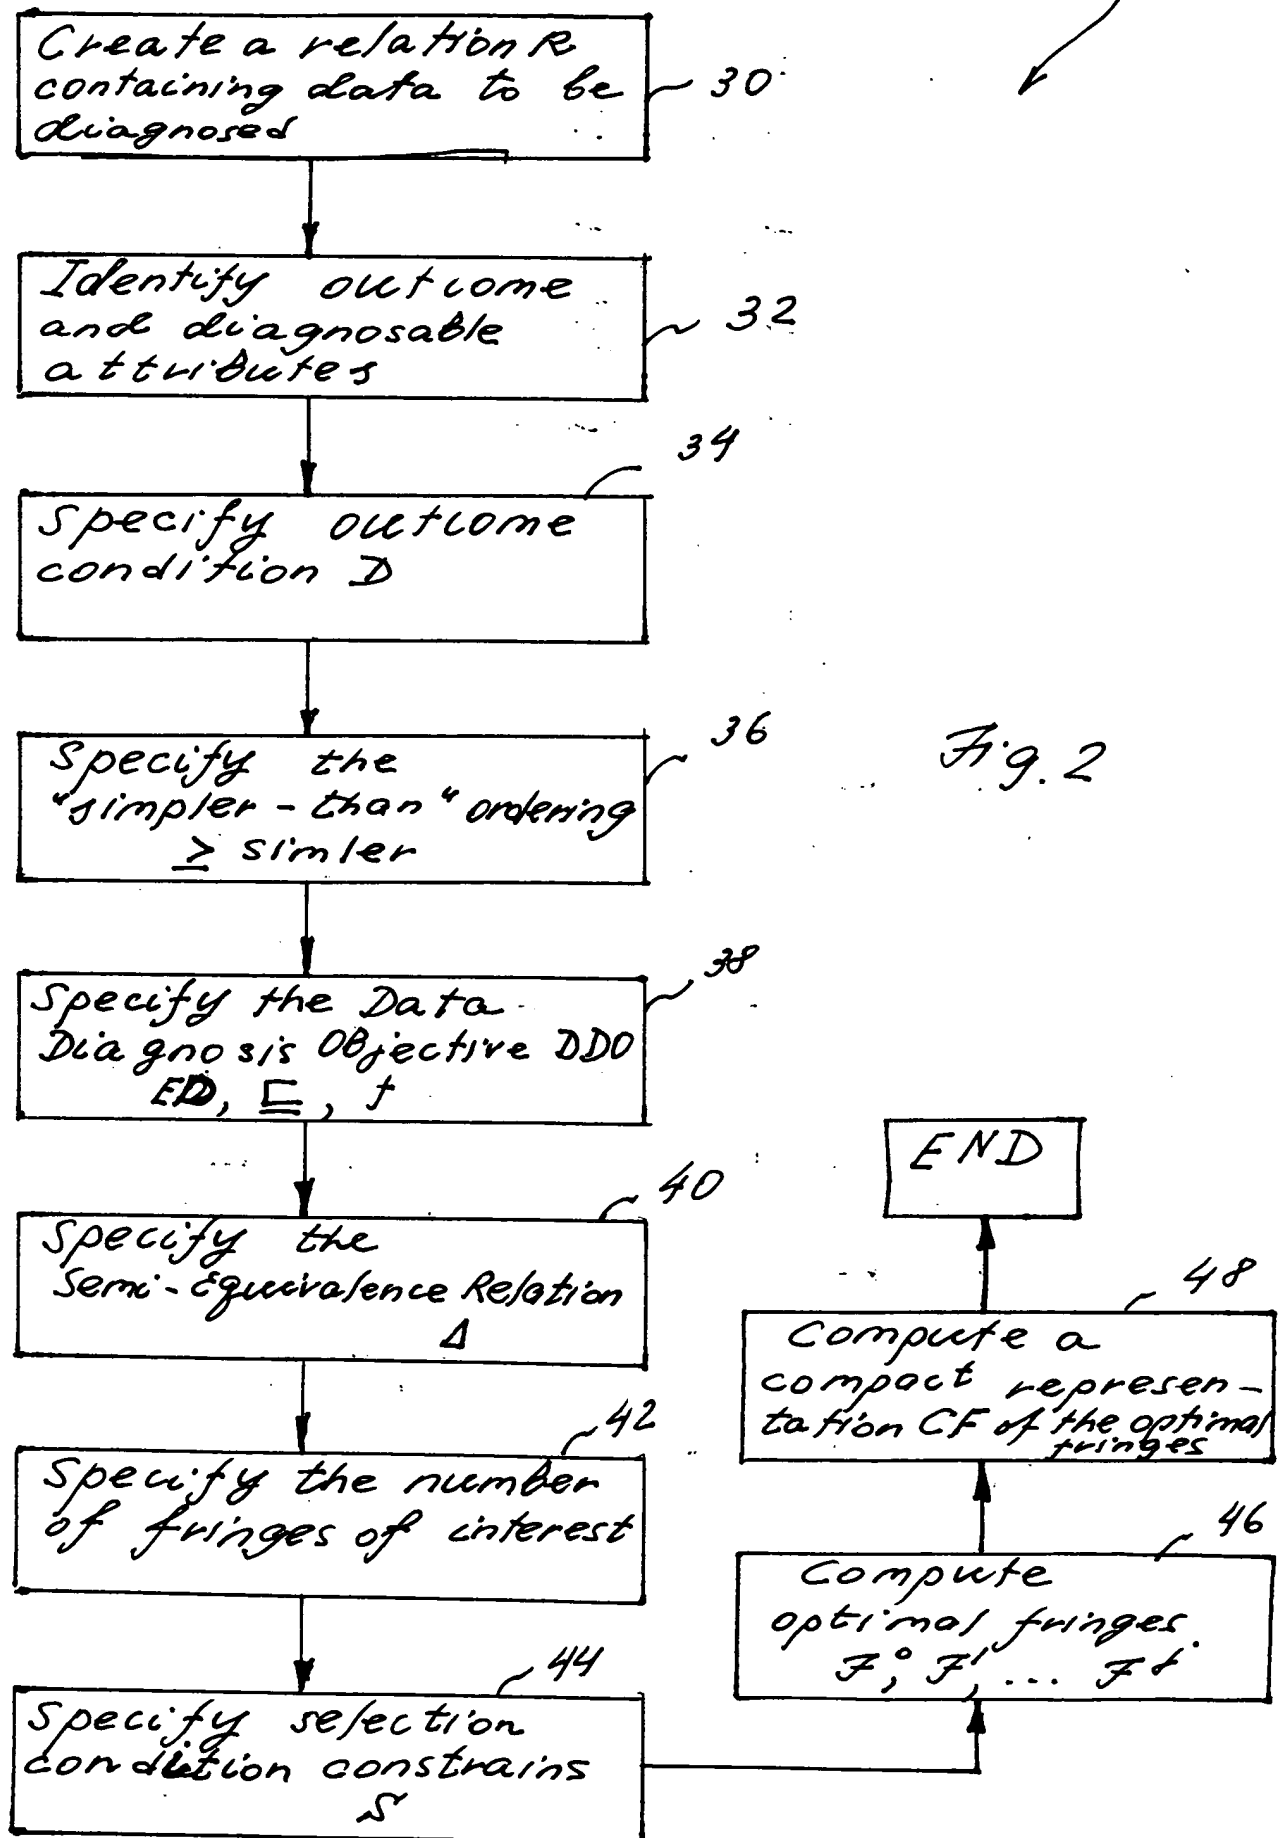 Create a relation R
containing data to be
diagnosed
30
Identify outcome
and diagnosable
attributes
32
34
Specify outcome
condition D
36
Specify the
"simpler-than" ordering
≥ simler
Fig. 2
38
Specify the Data
Diagnosis Objective DDO
ED, ⊑, f
40
Specify the
Semi-Equivalence Relation
Δ
42
Specify the number
of fringes of interest
44
Specify selection
condition constrains
S
46
Compute
optimal fringes
F⁰, F¹, ... Fᶠ
48
Compute a
compact represen-
tation CF of the optimal
fringes
END